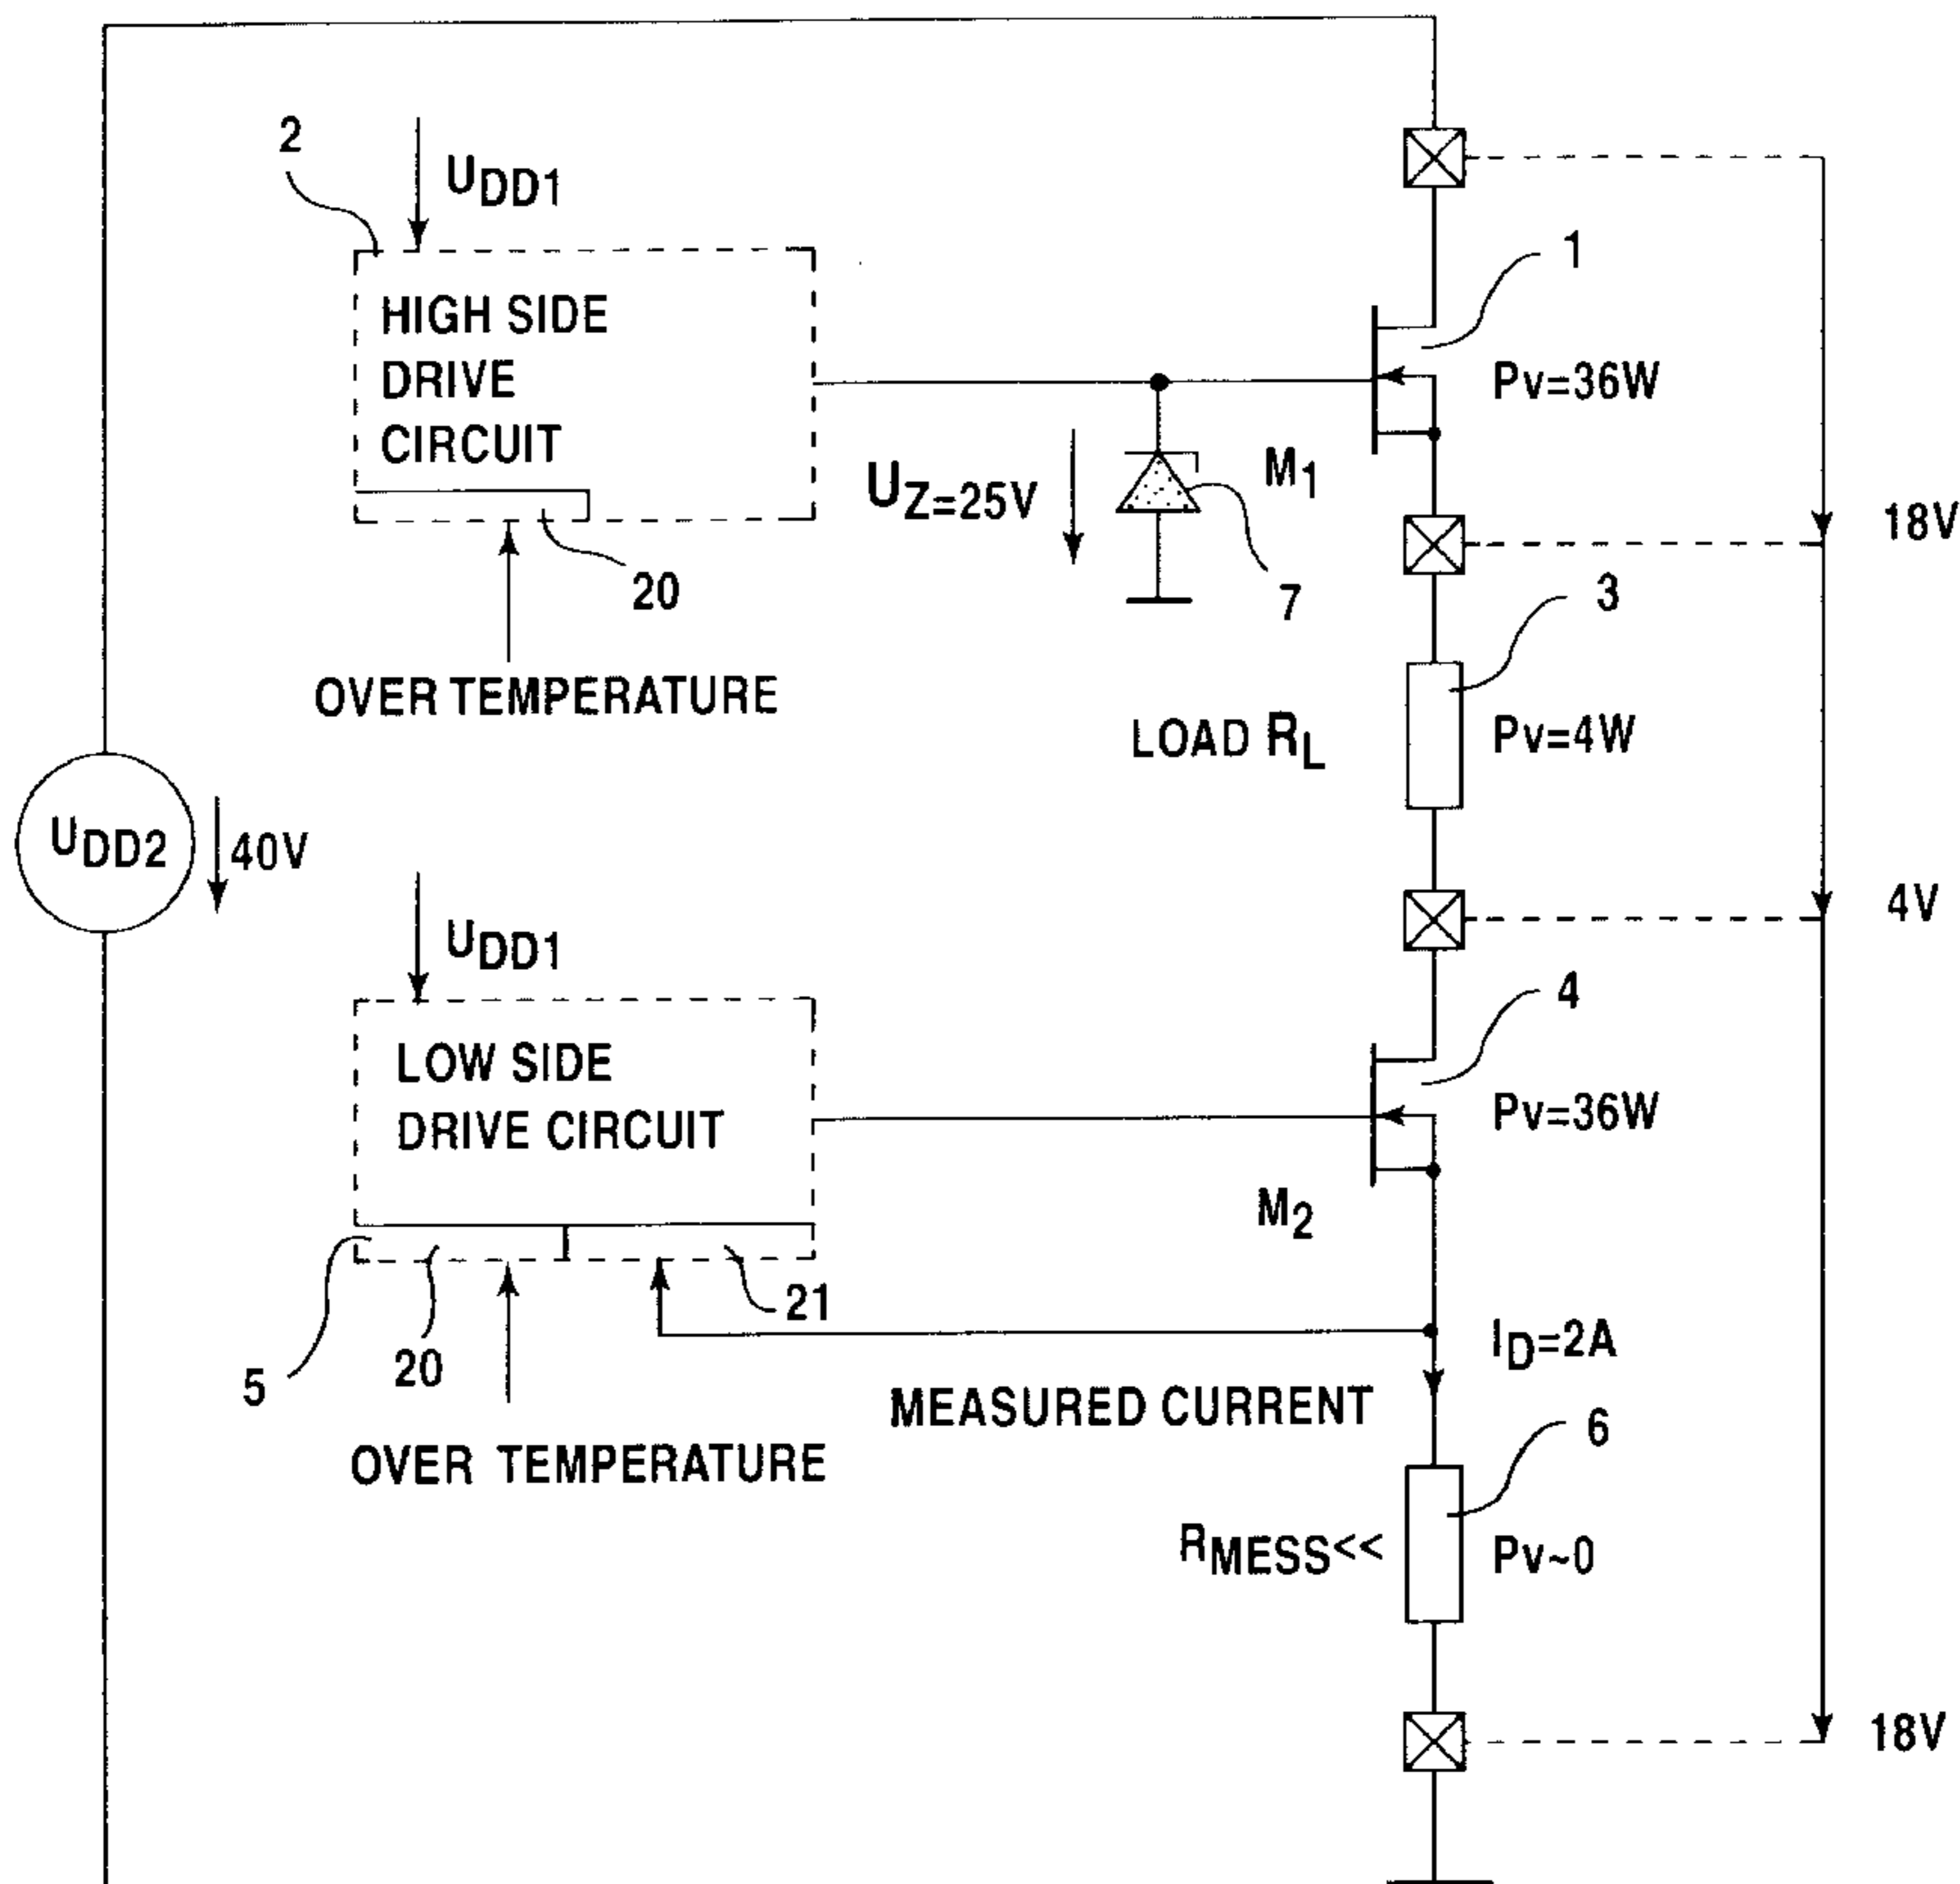 2
UDD1
HIGH SIDE
DRIVE
CIRCUIT
1
Pv=36W
UZ=25V
M1
18V
20
7
3
OVER TEMPERATURE
LOAD RL
Pv=4W
UDD2
40V
4V
UDD1
4
LOW SIDE
DRIVE CIRCUIT
Pv=36W
M2
21
5
20
ID=2A
MEASURED CURRENT
6
OVER TEMPERATURE
RMESS<<
Pv~0
18V